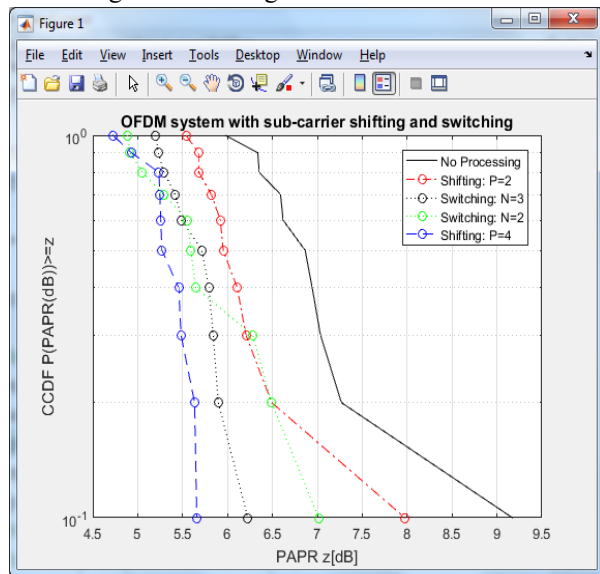 Figure 1
File Edit View Insert Tools Desktop Window Help
OFDM system with sub-carrier shifting and switching
No Processing
Shifting: P=2
Switching: N=3
Switching: N=2
Shifting: P=4
CCDF P(PAPR(dB))>=z
10^0
10^-1
4.5 5 5.5 6 6.5 7 7.5 8 8.5 9 9.5
PAPR z[dB]